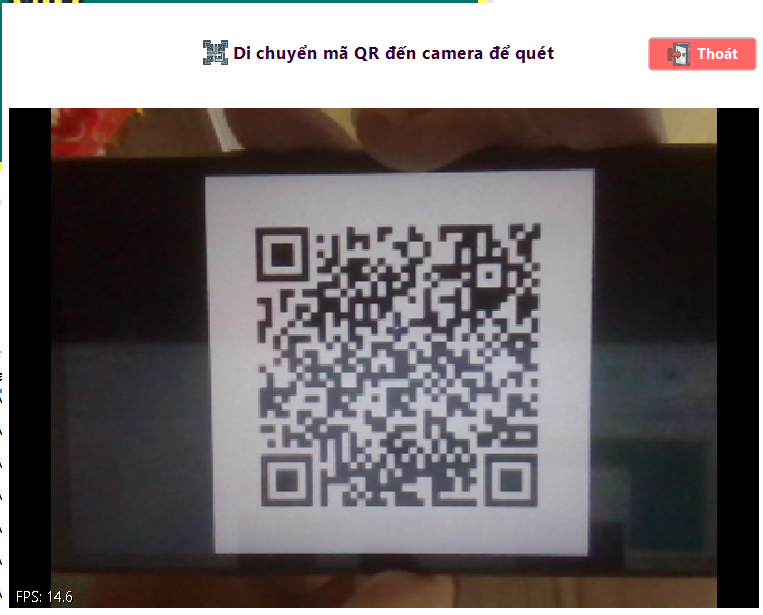 Di chuyển mã QR đến camera để quét
Thoát
FPS: 14.6